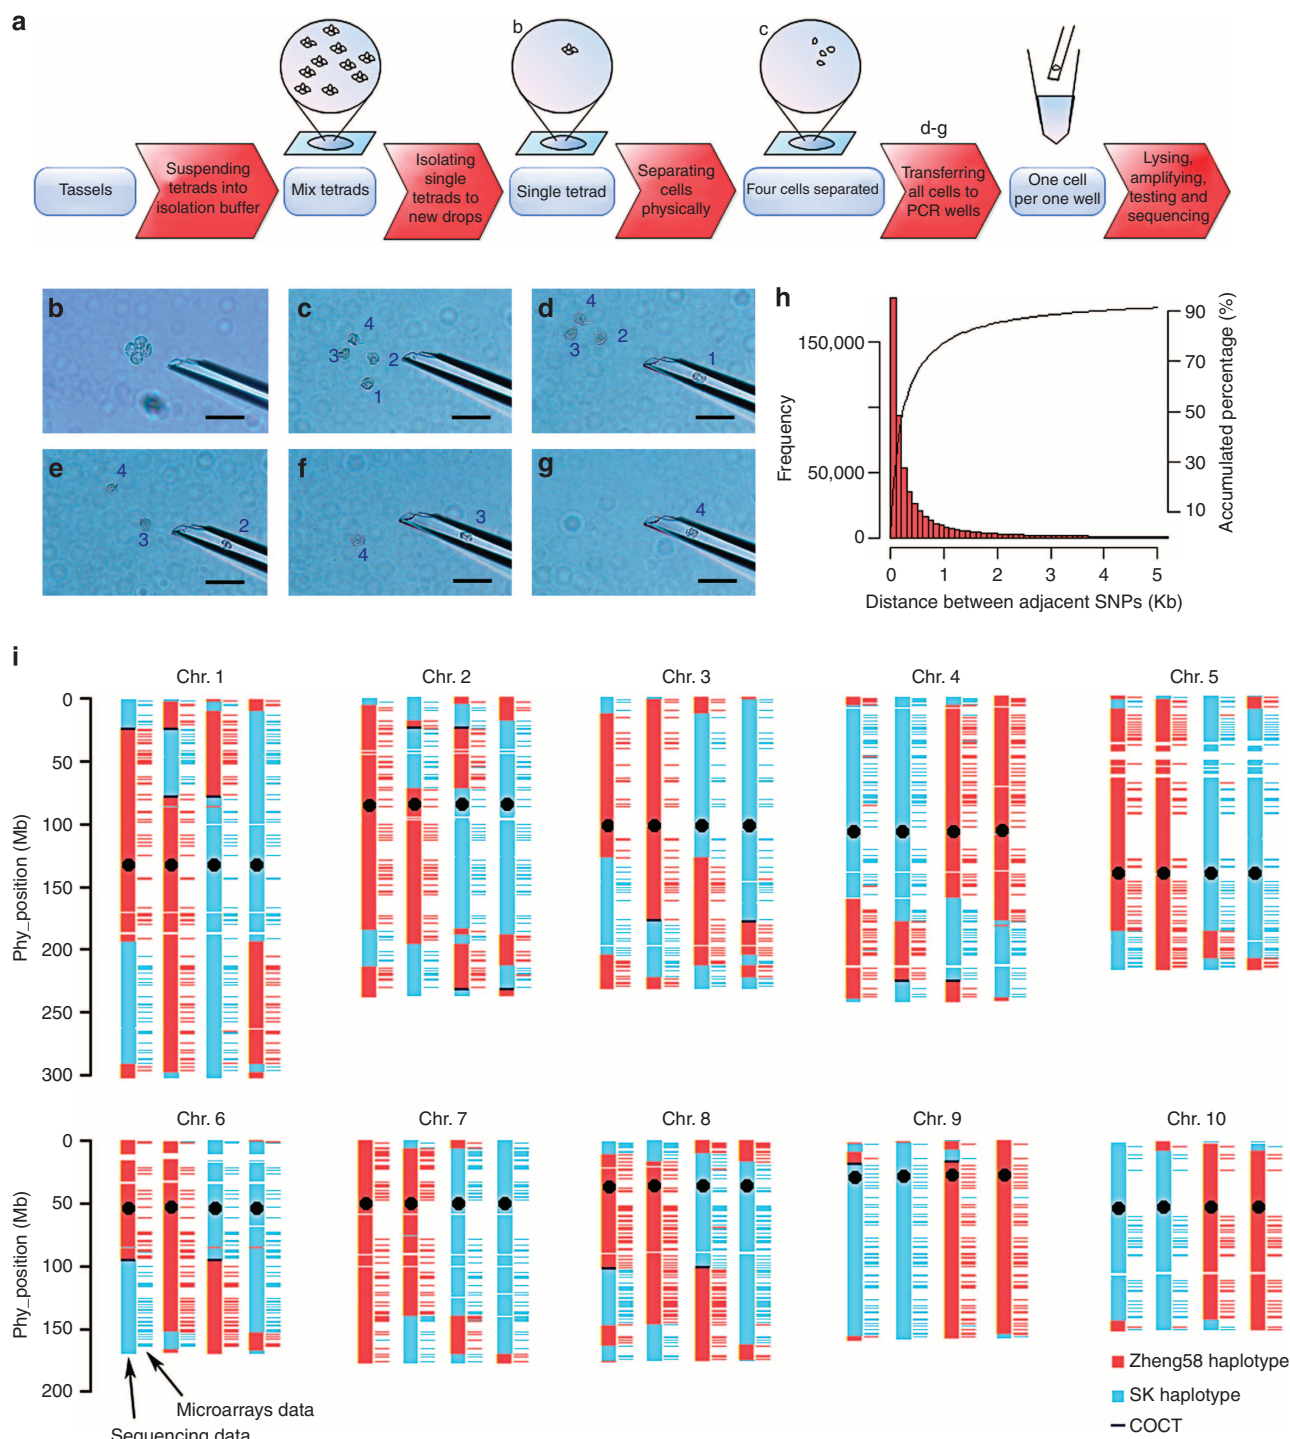 a
b
c
d-g
Tassels
Suspending
tetrads into
isolation buffer
Mix tetrads
Isolating
single
tetrads to
new drops
Single tetrad
Separating
cells
physically
Four cells separated
Transferring
all cells to
PCR wells
One cell
per one well
Lysing,
amplifying,
testing and
sequencing
b
c
4
3
2
1
d
2
3
1
e
4
3
2
f
3
4
g
4
h
150,000
50,000
0
Frequency
90
70
50
30
10
Accumulated percentage (%)
0 1 2 3 4 5
Distance between adjacent SNPs (Kb)
i
Chr. 1
Chr. 2
Chr. 3
Chr. 4
Chr. 5
0
50
100
150
200
250
300
Phy_position (Mb)
Chr. 6
Chr. 7
Chr. 8
Chr. 9
Chr. 10
0
50
100
150
200
Phy_position (Mb)
Microarrays data
Sequencing data
Zheng58 haplotype
SK haplotype
COCT